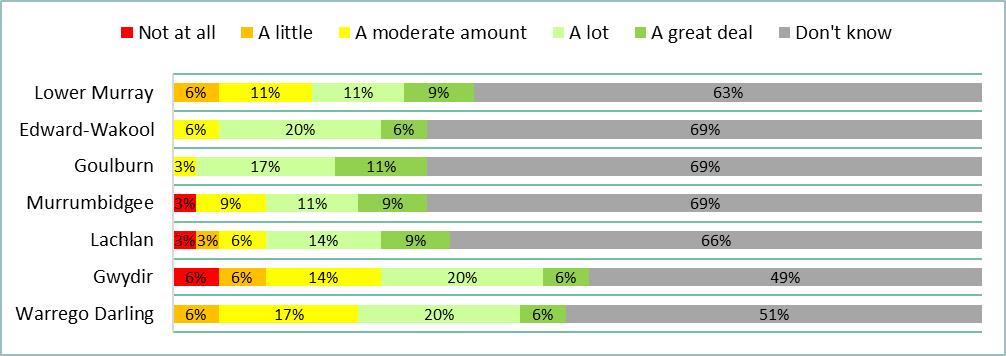 Not at all A little A moderate amount A lot A great deal Don't know
Lower Murray 6% 11% 11% 9% 63%
Edward-Wakool 6% 20% 6% 69%
Goulburn 3% 17% 11% 69%
Murrumbidgee 3% 9% 11% 9% 69%
Lachlan 3% 3% 6% 14% 9% 66%
Gwydir 6% 6% 14% 20% 6% 49%
Warrego Darling 6% 17% 20% 6% 51%